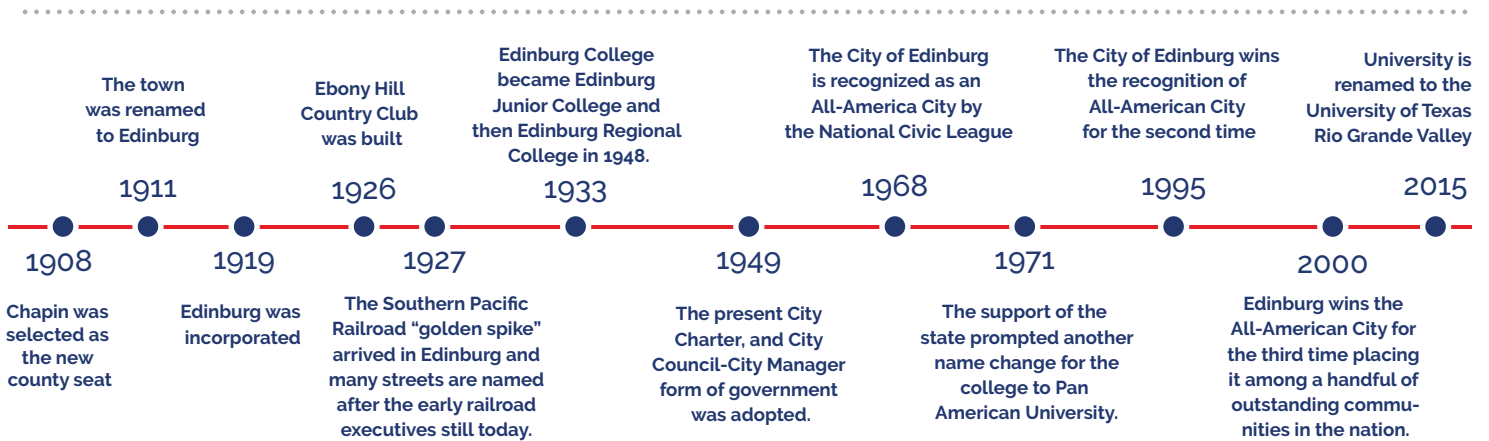 The town
was renamed
to Edinburg
1911
Ebony Hill
Country Club
was built
1926
Edinburg College
became Edinburg
Junior College and
then Edinburg Regional
College in 1948.
1933
The City of Edinburg
is recognized as an
All-America City by
the National Civic League
1968
The City of Edinburg wins
the recognition of
All-American City
for the second time
1995
University is
renamed to the
University of Texas
Rio Grande Valley
2015
1908
Chapin was
selected as
the new
county seat
1919
Edinburg was
incorporated
1927
The Southern Pacific
Railroad “golden spike”
arrived in Edinburg and
many streets are named
after the early railroad
executives still today.
1949
The present City
Charter, and City
Council-City Manager
form of government
was adopted.
1971
The support of the
state prompted another
name change for the
college to Pan
American University.
2000
Edinburg wins the
All-American City for
the third time placing
it among a handful of
outstanding commu-
nities in the nation.